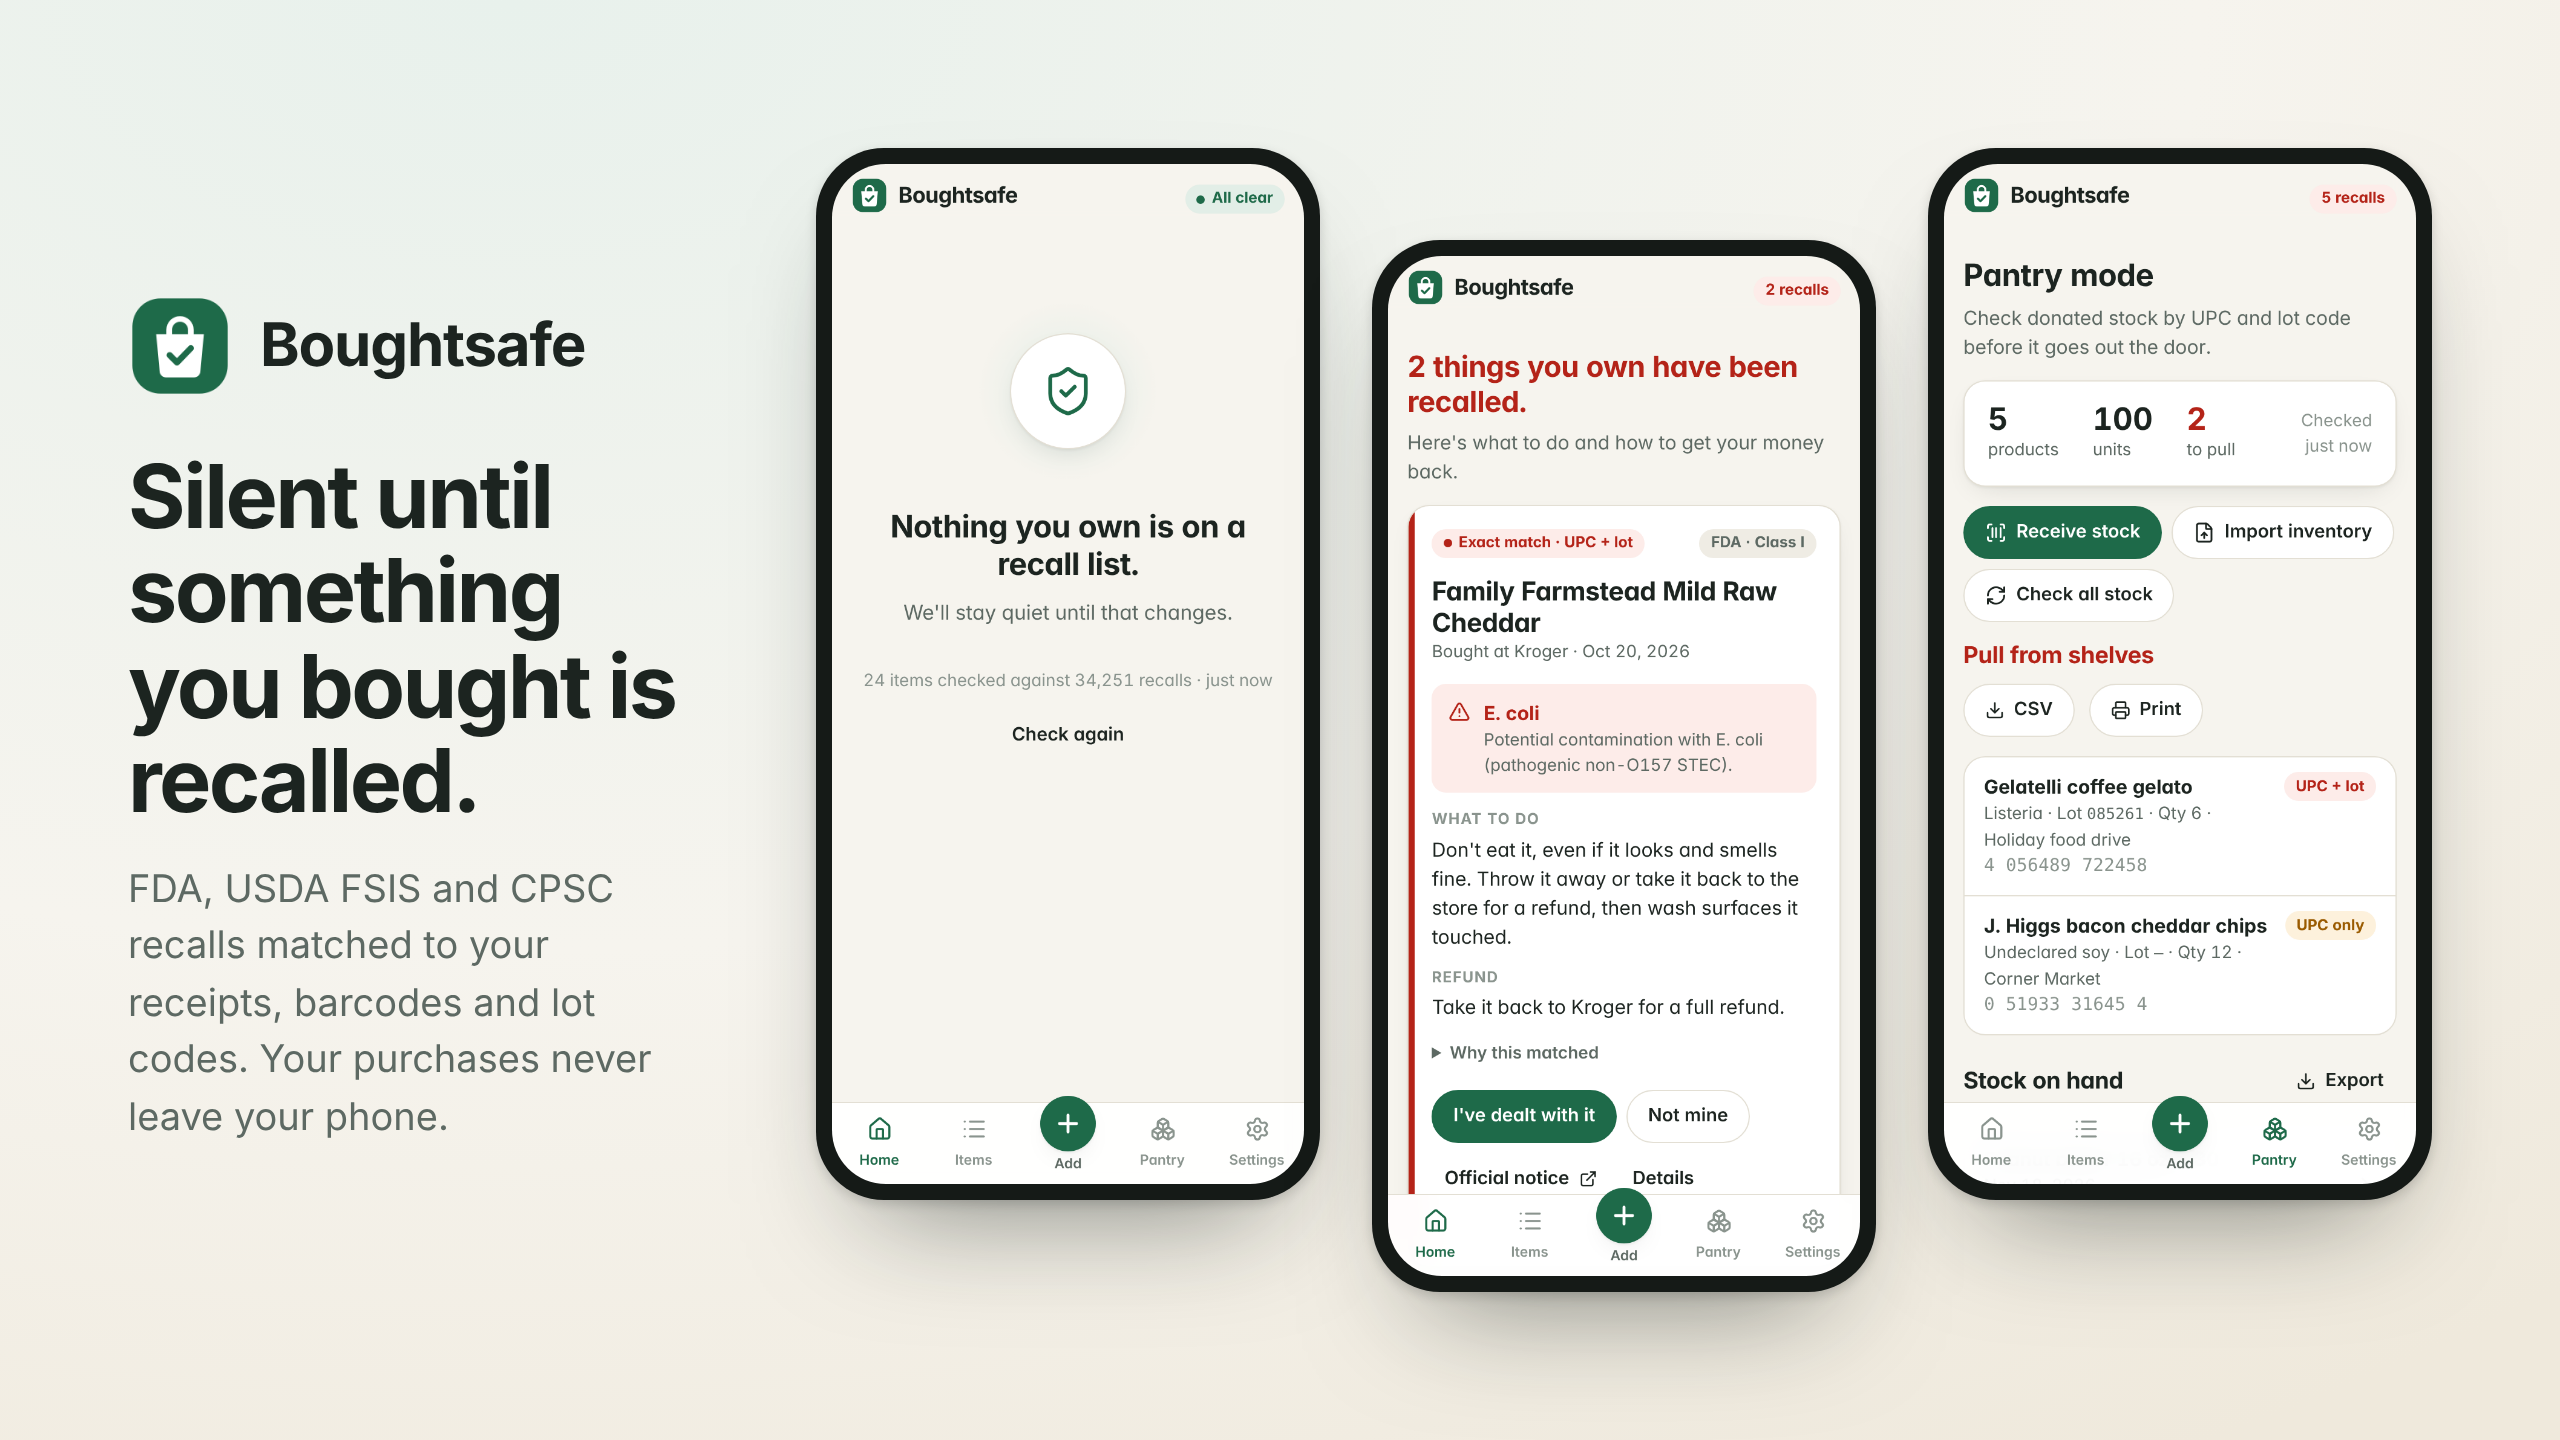 Boughtsafe
Silent until
something
you bought is
recalled.
FDA, USDA FSIS and CPSC
recalls matched to your
receipts, barcodes and lot
codes. Your purchases never
leave your phone.
Boughtsafe
All clear
Nothing you own is on a
recall list.
We'll stay quiet until that changes.
24 items checked against 34,251 recalls · just now
Check again
Home
Items
Add
Pantry
Settings
Boughtsafe
2 recalls
2 things you own have been
recalled.
Here's what to do and how to get your money
back.
Exact match · UPC + lot
FDA · Class I
Family Farmstead Mild Raw
Cheddar
Bought at Kroger · Oct 20, 2026
E. coli
Potential contamination with E. coli
(pathogenic non-O157 STEC).
WHAT TO DO
Don't eat it, even if it looks and smells
fine. Throw it away or take it back to the
store for a refund, then wash surfaces it
touched.
REFUND
Take it back to Kroger for a full refund.
Why this matched
I've dealt with it
Not mine
Official notice
Details
Home
Items
Add
Pantry
Settings
Boughtsafe
5 recalls
Pantry mode
Check donated stock by UPC and lot code
before it goes out the door.
5
products
100
units
2
to pull
Checked
just now
Receive stock
Import inventory
Check all stock
Pull from shelves
CSV
Print
Gelatelli coffee gelato
UPC + lot
Listeria · Lot 085261 · Qty 6 ·
Holiday food drive
4 056489 722458
J. Higgs bacon cheddar chips
UPC only
Undeclared soy · Lot — · Qty 12 ·
Corner Market
0 51933 31645 4
Stock on hand
Export
Home
Items
Add
Pantry
Settings